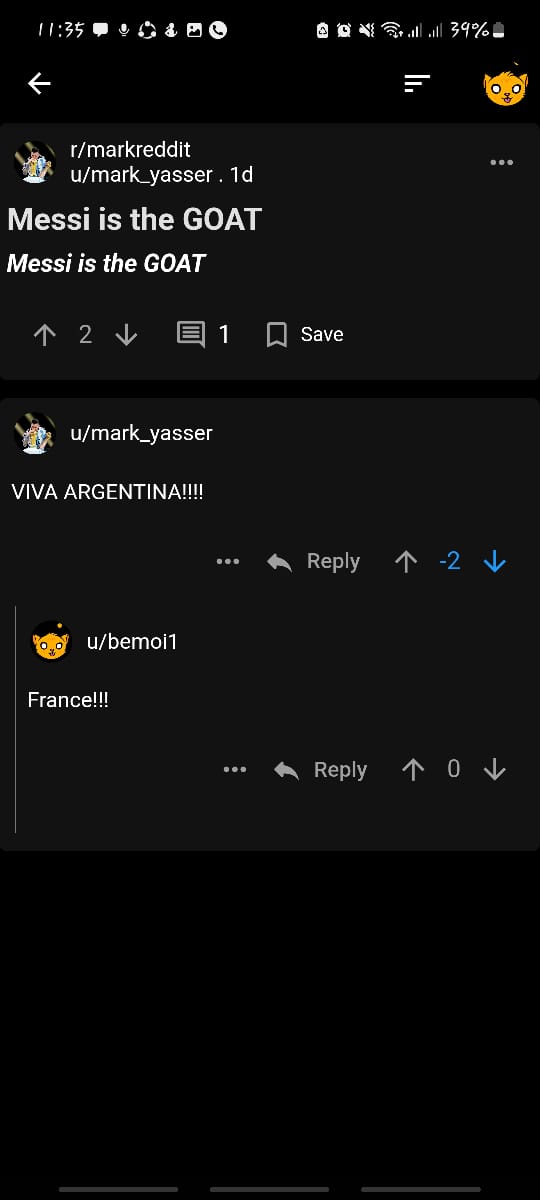 11:35 39%
r/markreddit
u/mark_yasser . 1d
Messi is the GOAT
Messi is the GOAT
2 1 Save
u/mark_yasser
VIVA ARGENTINA!!!!
Reply -2
u/bemoi1
France!!!
Reply 0